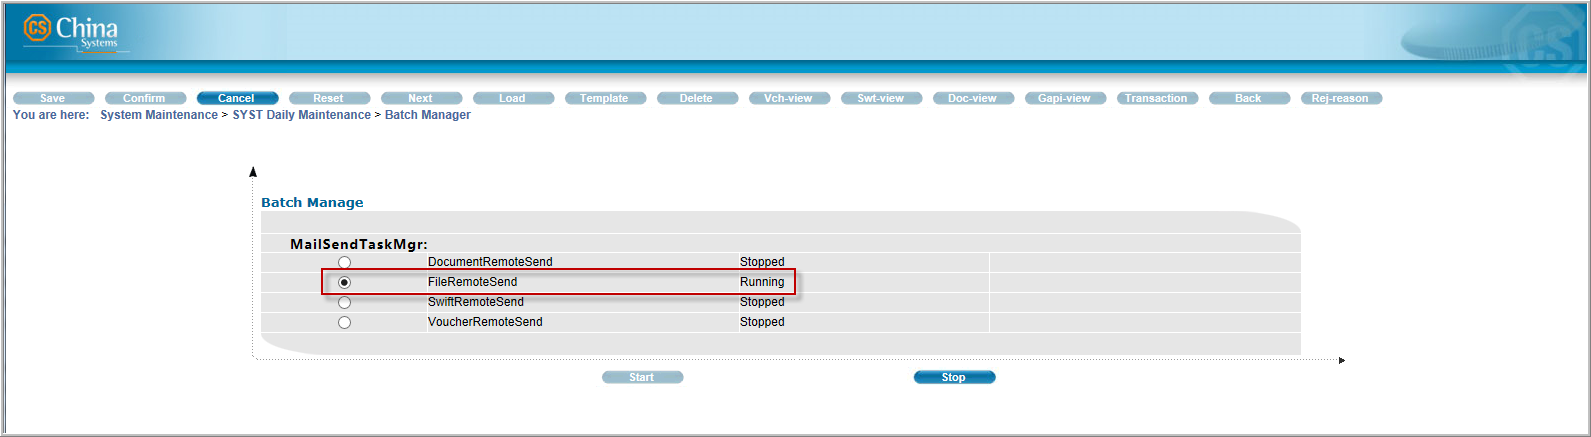 CS China
Systems
CS
Save Confirm Cancel Reset Next Load Template Delete Vch-view Swt-view Doc-view Gapi-view Transaction Back Rej-reason
You are here: System Maintenance > SYST Daily Maintenance > Batch Manager
Batch Manage
MailSendTaskMgr:
DocumentRemoteSend Stopped
FileRemoteSend Running
SwiftRemoteSend Stopped
VoucherRemoteSend Stopped
Start Stop